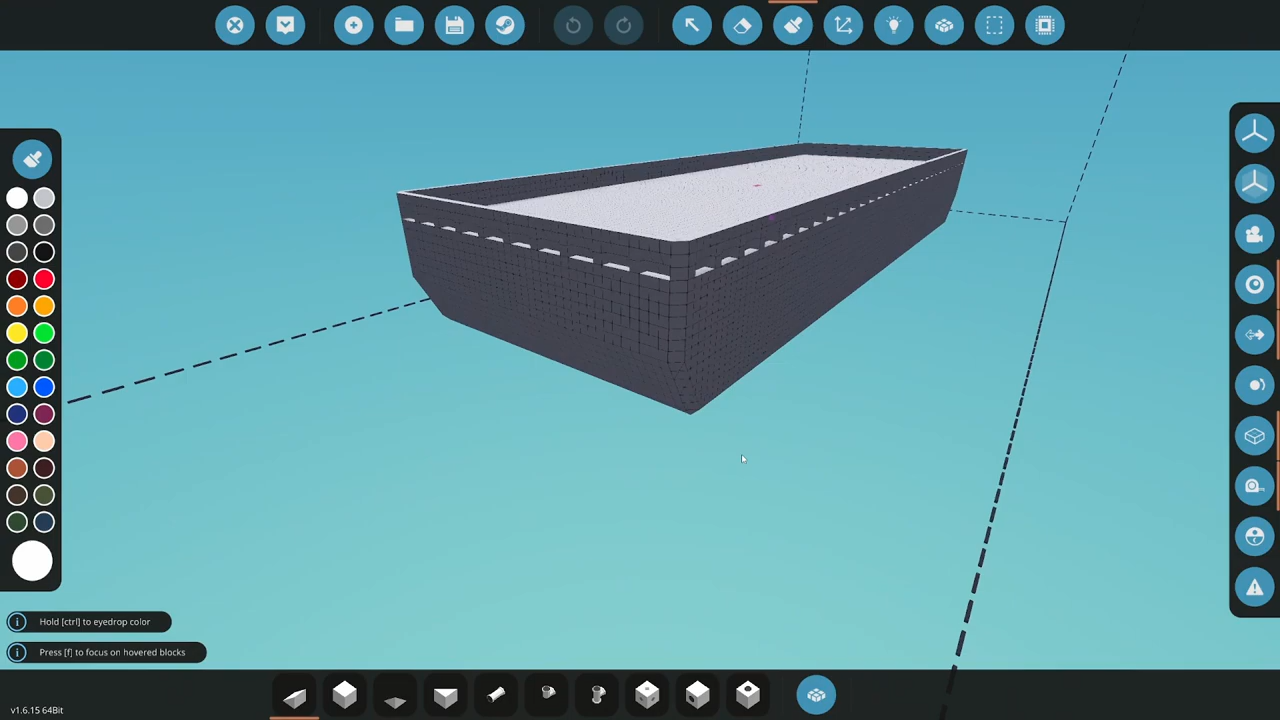 Hold [ctrl] to eyedrop color
Press [f] to focus on hovered blocks
v1.6.15 64Bit